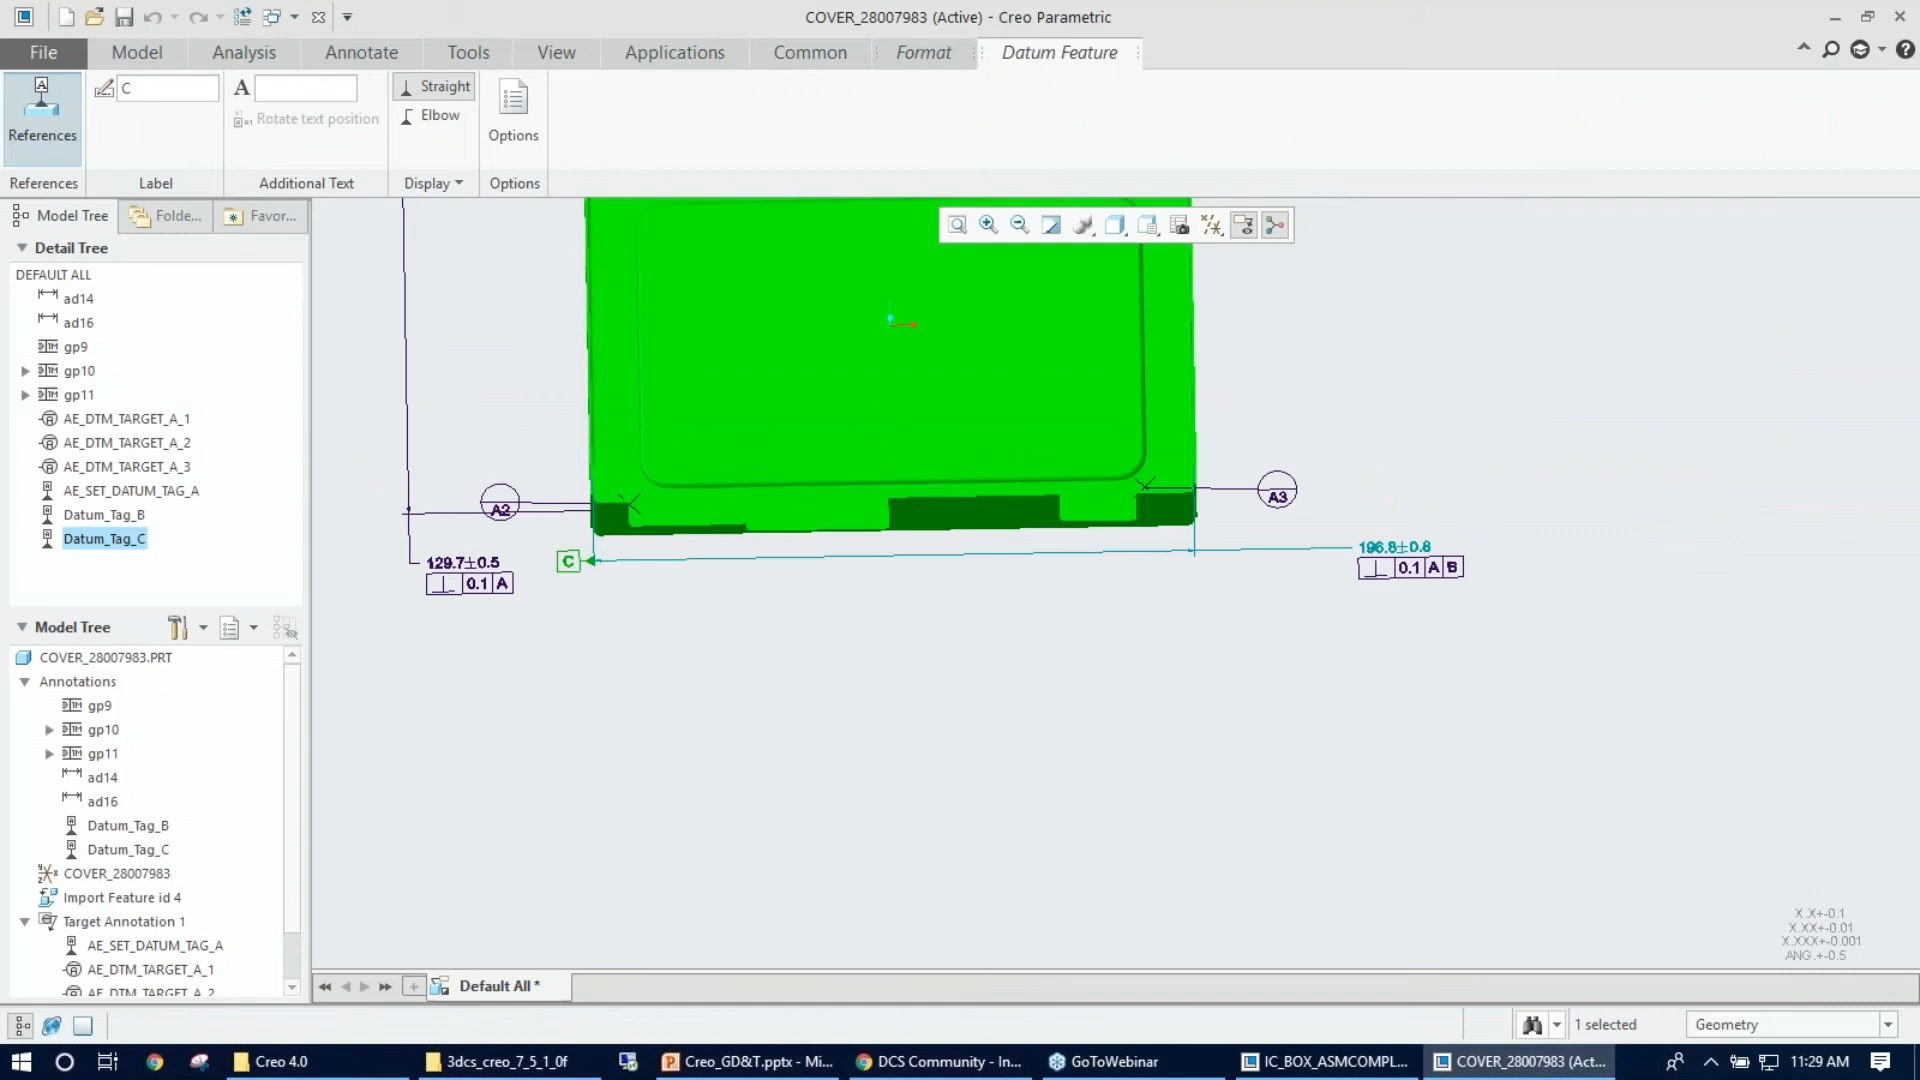 COVER_28007983 (Active) - Creo Parametric
File Model Analysis Annotate Tools View Applications Common Format Datum Feature
A
C
A
Straight
Rotate text position
Elbow
References
Options
References Label Additional Text Display Options
Model Tree Folde... Favor...
Detail Tree
DEFAULT ALL
ad14
ad16
gp9
gp10
gp11
AE_DTM_TARGET_A_1
AE_DTM_TARGET_A_2
AE_DTM_TARGET_A_3
AE_SET_DATUM_TAG_A
Datum_Tag_B
Datum_Tag_C
A2
A3
129.7±0.5
0.1 A
C
196.8±0.8
0.1 A B
Model Tree
COVER_28007983.PRT
Annotations
gp9
gp10
gp11
ad14
ad16
Datum_Tag_B
Datum_Tag_C
COVER_28007983
Import Feature id 4
Target Annotation 1
AE_SET_DATUM_TAG_A
AE_DTM_TARGET_A_1
AE_DTM_TARGET_A_2
X.X+-0.1
X.XX+-0.01
X.XXX+-0.001
ANG.+-0.5
Default All *
1 selected
Geometry
Creo 4.0
3dcs_creo_7_5_1_0f
Creo_GD&T.pptx - Mi...
DCS Community - In...
GoToWebinar
IC_BOX_ASMCOMPL...
COVER_28007983 (Act...
11:29 AM